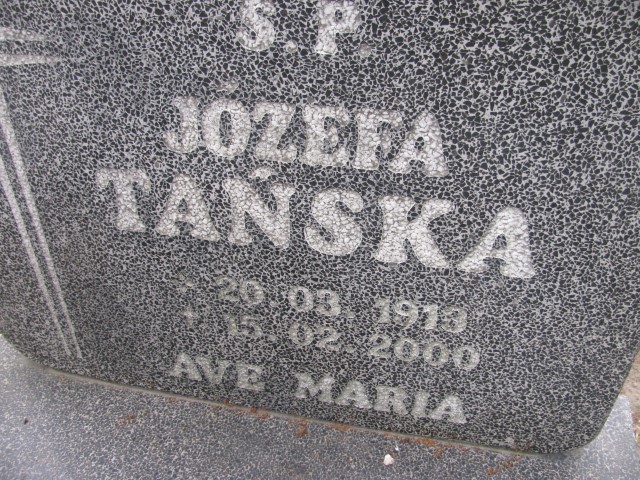 Ś.P.
JÓZEFA
TAŃSKA
* 20.03.1913
+ 15.02.2000
AVE MARIA